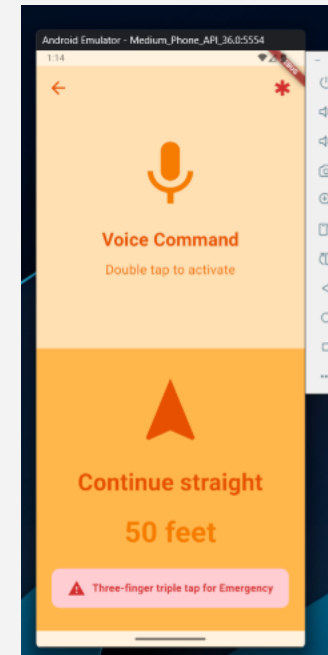 Android Emulator - Medium_Phone_API_36.0:5554
1:14
Voice Command
Double tap to activate
Continue straight
50 feet
Three-finger triple tap for Emergency